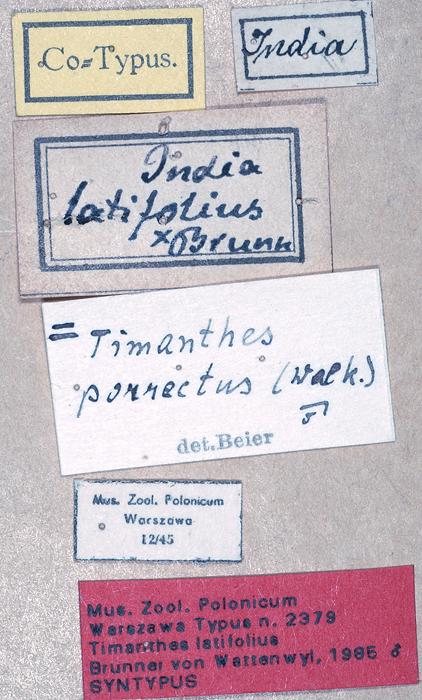 Co=Typus.
India
India
latifolius
×Brunn
= Timanthes
porrectus (Walk.)
det. Beier
Mus. Zool. Polonicum
Warszawa
12/45
Mus. Zool. Polonicum
Warszawa Typus n. 2379
Timanthes latifolius
Brunner von Wattenwyl, 1985 ♂
SYNTYPUS